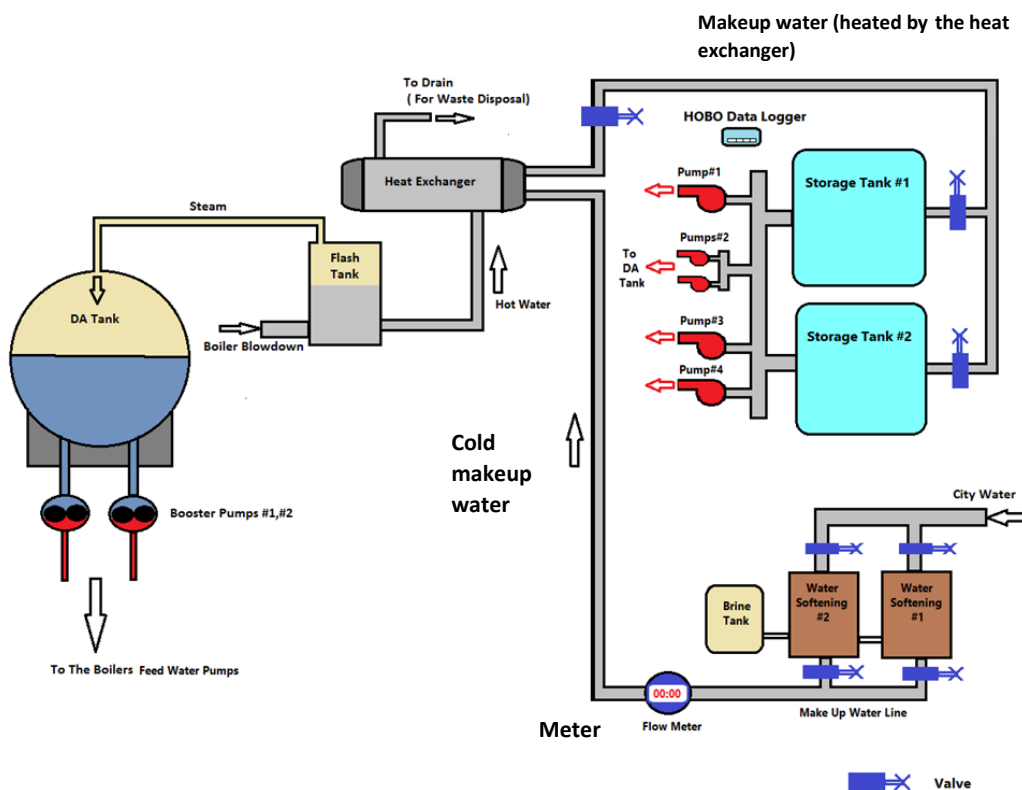 Makeup water (heated by the heat
exchanger)
To Drain
( For Waste Disposal)
HOBO Data Logger
Heat Exchanger
Pump#1
Storage Tank #1
Steam
Flash
Tank
Pumps#2
To
DA
Tank
Hot Water
DA Tank
Boiler Blowdown
Pump#3
Storage Tank #2
Pump#4
Cold
makeup
water
City Water
Booster Pumps #1,#2
Water
Softening
#2
Water
Softening
#1
Brine
Tank
To The Boilers Feed Water Pumps
00:00
Meter
Flow Meter
Make Up Water Line
Valve